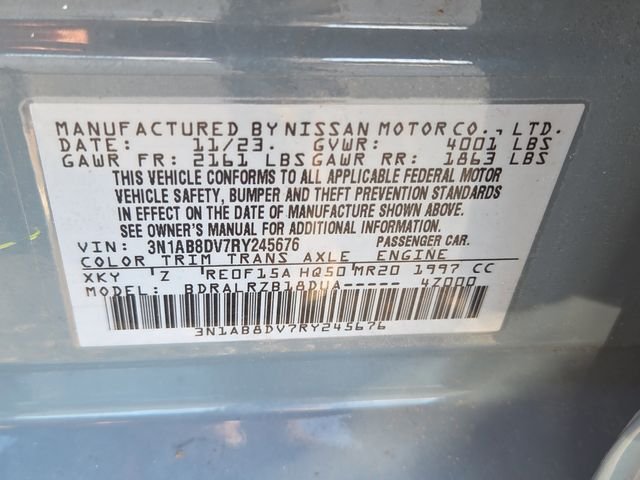 MANUFACTURED BY NISSAN MOTOR CO., LTD.
DATE: 11/23. GVWR: 4001 LBS
GAWR FR: 2161 LBS GAWR RR: 1863 LBS
THIS VEHICLE CONFORMS TO ALL APPLICABLE FEDERAL MOTOR
VEHICLE SAFETY, BUMPER AND THEFT PREVENTION STANDARDS
IN EFFECT ON THE DATE OF MANUFACTURE SHOWN ABOVE.
SEE OWNER'S MANUAL FOR ADDITIONAL INFORMATION.
VIN: 3N1AB8DV7RY245676 PASSENGER CAR.
COLOR TRIM TRANS AXLE ENGINE
XKY Z RE0F15A HQ50 MR20 1997 CC
MODEL: BDRALRZB18DUA----- 4Z000
3N1AB8DV7RY245676